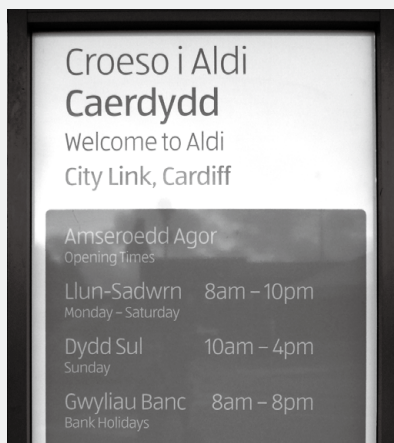 Croeso i Aldi
Caerdydd
Welcome to Aldi
City Link, Cardiff
Amseroedd Agor
Opening Times
Llun-Sadwrn 8am – 10pm
Monday – Saturday
Dydd Sul 10am – 4pm
Sunday
Gwyliau Banc 8am – 8pm
Bank Holidays